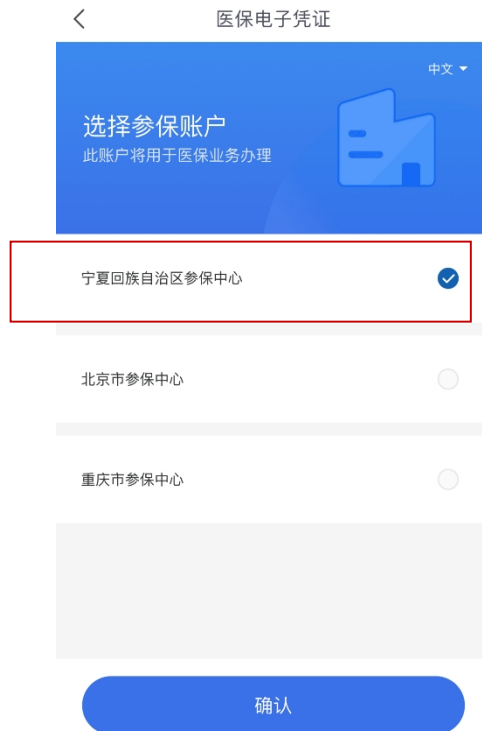 医保电子凭证
中文
选择参保账户
此账户将用于医保业务办理
宁夏回族自治区参保中心
北京市参保中心
重庆市参保中心
确认